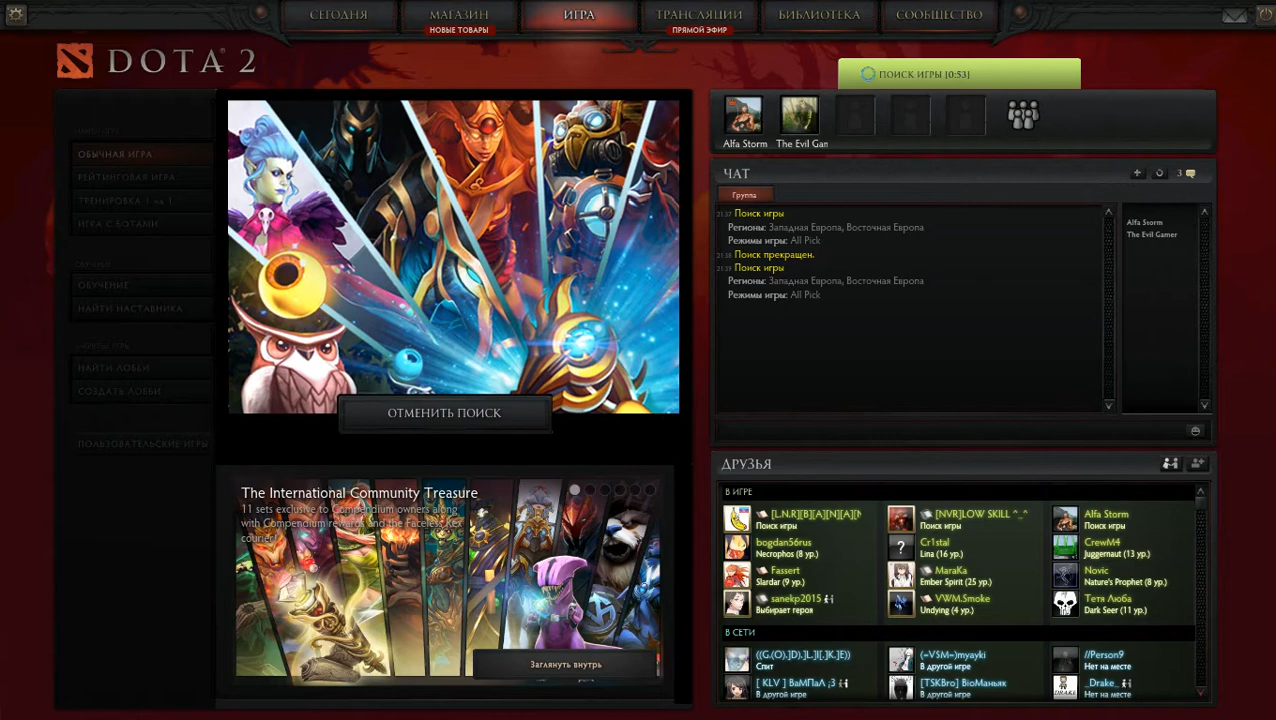 СЕГОДНЯ
МАГАЗИН
НОВЫЕ ТОВАРЫ
ИГРА
ТРАНСЛЯЦИИ
ПРЯМОЙ ЭФИР
БИБЛИОТЕКА
СООБЩЕСТВО
DOTA 2
ПОИСК ИГРЫ [0:53]
ОБЫЧНАЯ ИГРА
РЕЙТИНГОВАЯ ИГРА
ТРЕНИРОВКА 1 на 1
ИГРА С БОТАМИ
ОБУЧЕНИЕ
НАЙТИ НАСТАВНИКА
НАЙТИ ЛОББИ
СОЗДАТЬ ЛОББИ
ПОЛЬЗОВАТЕЛЬСКИЕ ИГРЫ
ОТМЕНИТЬ ПОИСК
The International Community Treasure
11 sets exclusive to Compendium owners along
with Compendium rewards and the Faceless Rex
courier!
Заглянуть внутрь
Alfa Storm
The Evil Gam
ЧАТ
3
Группа
21:37 Поиск игры
Регионы: Западная Европа, Восточная Европа
Режимы игры: All Pick
21:38 Поиск прекращен.
21:39 Поиск игры
Регионы: Западная Европа, Восточная Европа
Режимы игры: All Pick
Alfa Storm
The Evil Gamer
ДРУЗЬЯ
В ИГРЕ
[L.N.R][B][A][N][A][N
Поиск игры
[NVR]LOW SKILL ^_^
Поиск игры
Alfa Storm
Поиск игры
bogdan56rus
Necrophos (8 ур.)
Cr1stal
Lina (16 ур.)
CrewM4
Juggernaut (13 ур.)
Fassert
Slardar (9 ур.)
MaraKa
Ember Spirit (25 ур.)
Novic
Nature's Prophet (8 ур.)
sanekp2015
Выбирает героя
VWM.Smoke
Undying (4 ур.)
Тетя Люба
Dark Seer (11 ур.)
В СЕТИ
((G.(O).)D).]L.]I[.]K.]E))
Спит
(=VSM=)myayki
В другой игре
//Person9
Нет на месте
[ KLV ] ВаМПаЛ ;3
В другой игре
[TSKBro] BioМаньяк
В другой игре
_Drake_
Нет на месте